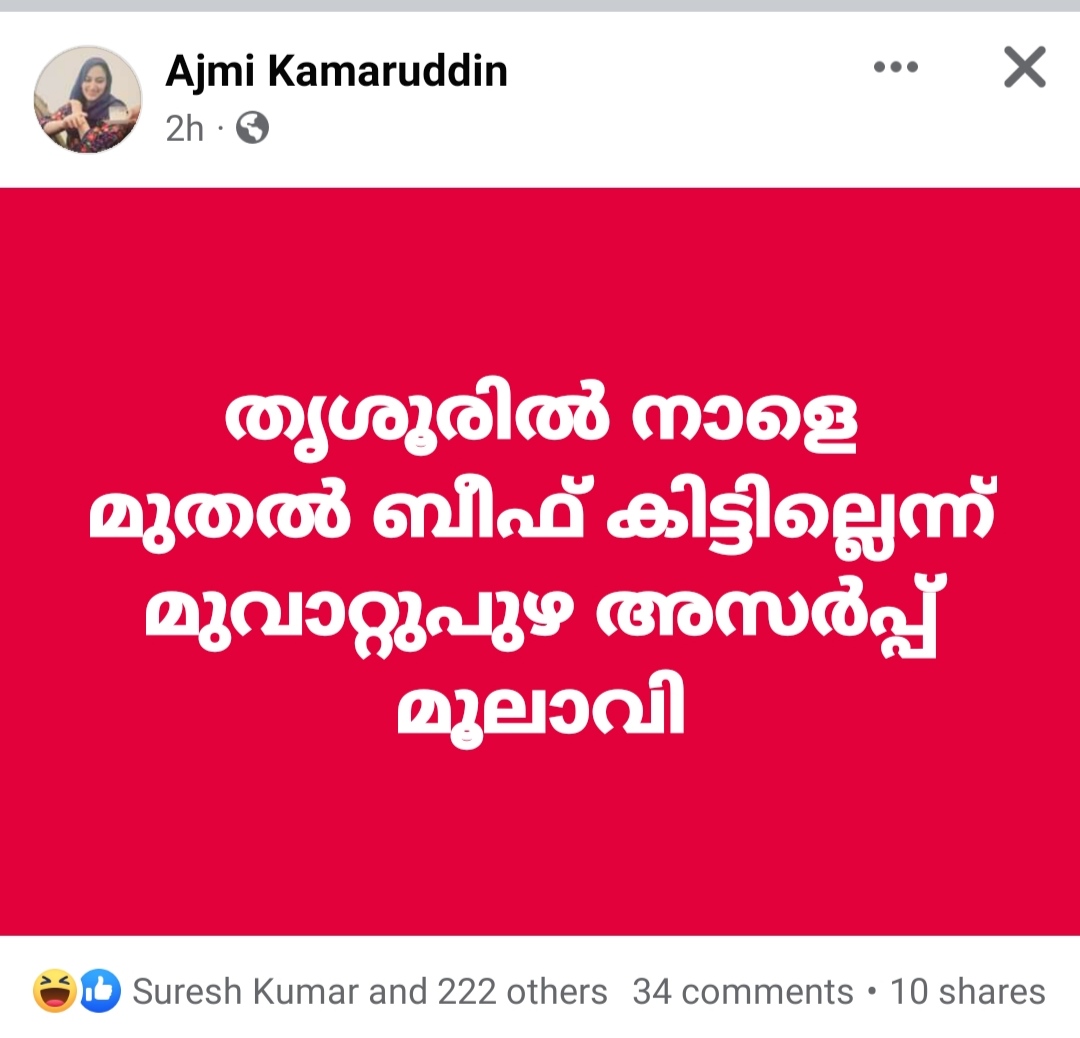 Ajmi Kamaruddin
2h ·
തൃശൂരിൽ നാളെ
മുതൽ ബീഫ് കിട്ടില്ലെന്ന്
മുവാറ്റുപുഴ അസർപ്പ്
മൂലാവി
Suresh Kumar and 222 others 34 comments • 10 shares